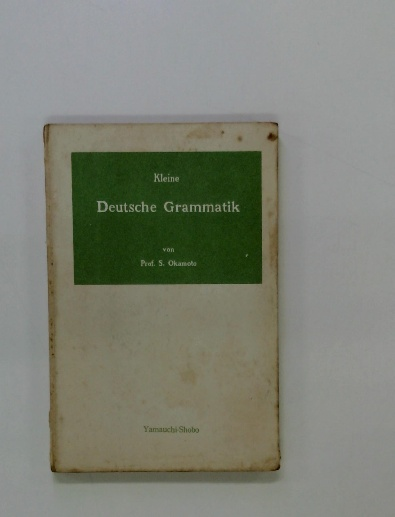 Kleine
Deutsche Grammatik
von
Prof. S. Okamoto
Yamauchi-Shobo